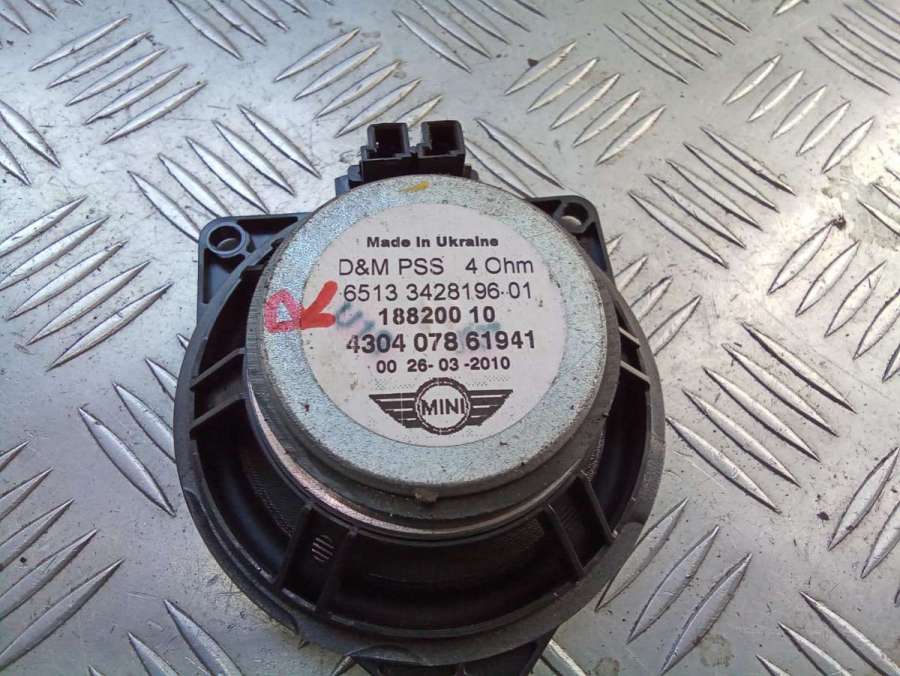 Made In Ukraine
D&M PSS 4 Ohm
6513 3428196-01
188200 10
4304 078 61941
00 26-03-2010
MINI